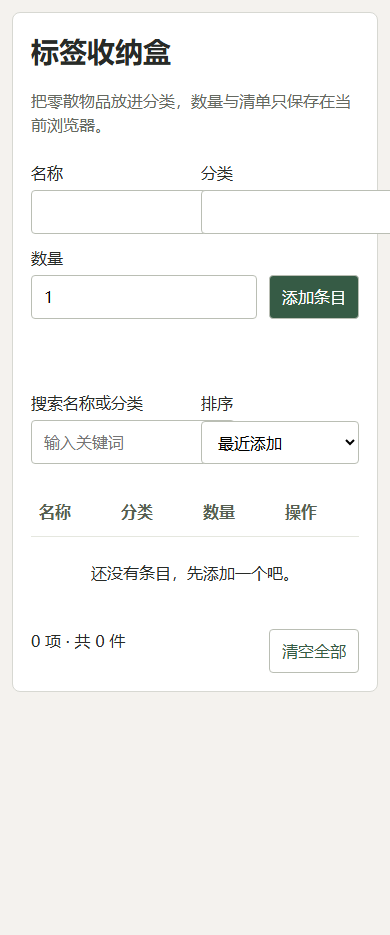 标签收纳盒
把零散物品放进分类，数量与清单只保存在当
前浏览器。
名称 分类
数量
1 添加条目
搜索名称或分类 排序
输入关键词 最近添加
名称 分类 数量 操作
还没有条目，先添加一个吧。
0 项 · 共 0 件 清空全部